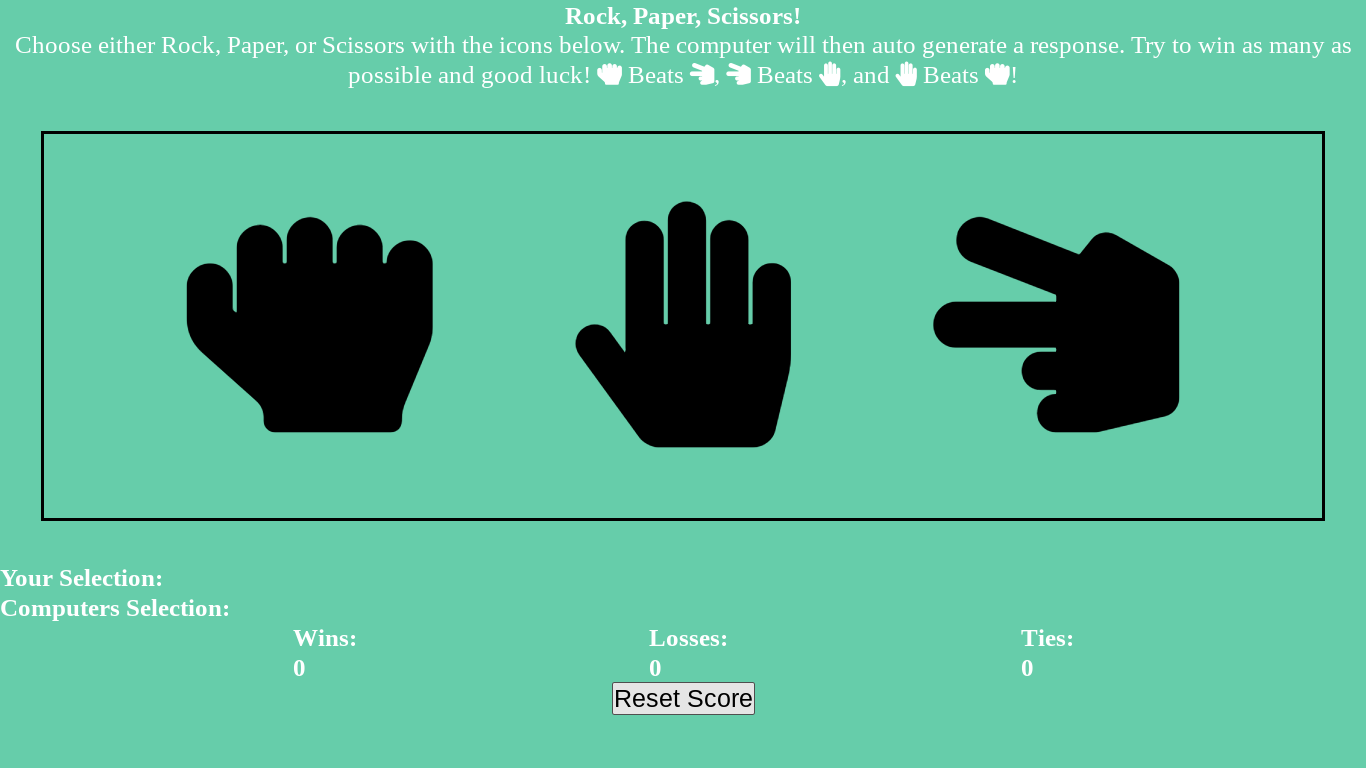 Rock, Paper, Scissors!
Choose either Rock, Paper, or Scissors with the icons below. The computer will then auto generate a response. Try to win as many as
possible and good luck! Beats , Beats , and Beats !
Your Selection:
Computers Selection:
Wins: Losses: Ties:
0 0 0
Reset Score